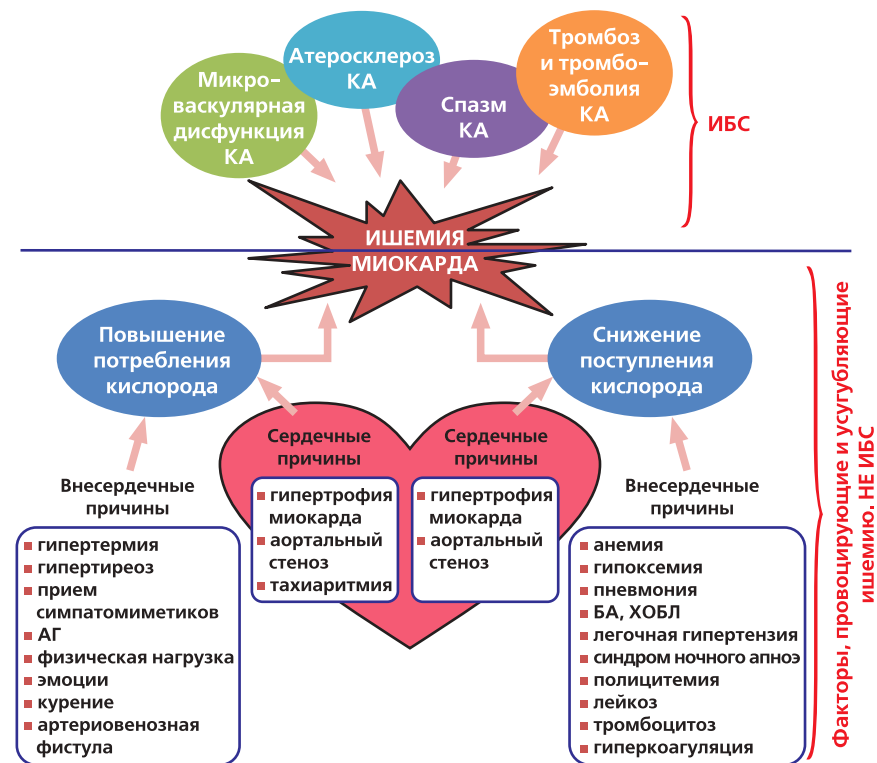 Микро-
васкулярная
дисфункция
КА
Атеросклероз
КА
Спазм
КА
Тромбоз
и тромбо-
эмболия
КА
ИБС
ИШЕМИЯ
МИОКАРДА
Повышение
потребления
кислорода
Снижение
поступления
кислорода
Внесердечные
причины
гипертермия
гипертиреоз
прием
симпатомиметиков
АГ
физическая нагрузка
эмоции
курение
артериовенозная
фистула
Сердечные
причины
гипертрофия
миокарда
аортальный
стеноз
тахиаритмия
Сердечные
причины
гипертрофия
миокарда
аортальный
стеноз
Внесердечные
причины
анемия
гипоксемия
пневмония
БА, ХОБЛ
легочная гипертензия
синдром ночного апноэ
полицитемия
лейкоз
тромбоцитоз
гиперкоагуляция
Факторы, провоцирующие и усугубляющие
ишемию. НЕ ИБС